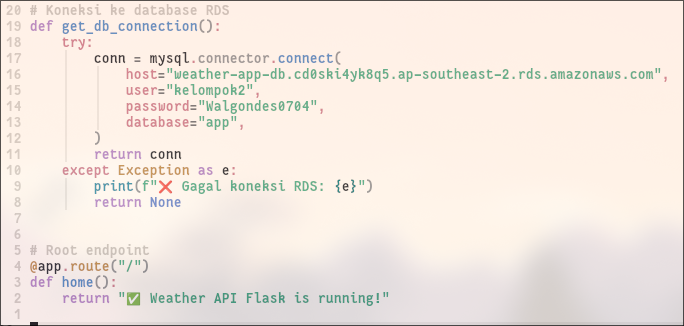 20 # Koneksi ke database RDS
19 def get_db_connection():
18     try:
17         conn = mysql.connector.connect(
16             host="weather-app-db.cd0ski4yk8q5.ap-southeast-2.rds.amazonaws.com",
15             user="kelompok2",
14             password="Walgondes0704",
13             database="app",
12         )
11         return conn
10     except Exception as e:
9         print(f"❌ Gagal koneksi RDS: {e}")
8         return None
7
6
5 # Root endpoint
4 @app.route("/")
3 def home():
2     return "✅ Weather API Flask is running!"
1